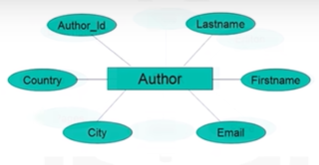 Author_Id
Lastname
Country
Author
Firstname
City
Email